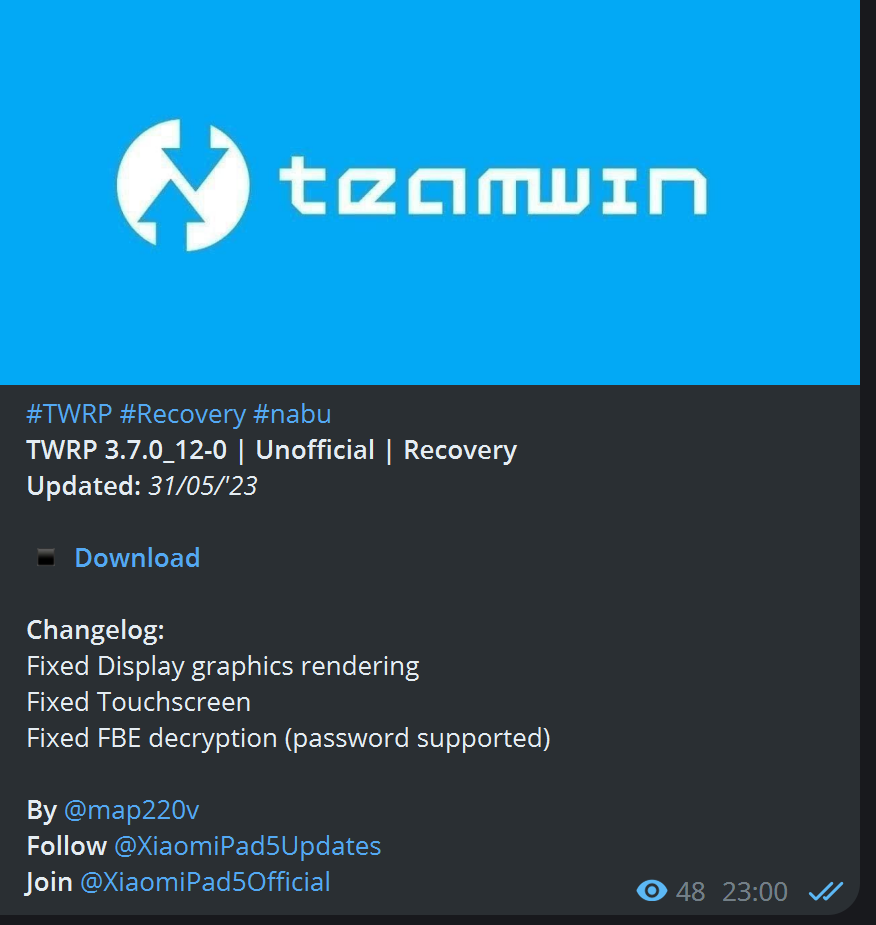 teamwin
#TWRP #Recovery #nabu
TWRP 3.7.0_12-0 | Unofficial | Recovery
Updated: 31/05/'23
Download
Changelog:
Fixed Display graphics rendering
Fixed Touchscreen
Fixed FBE decryption (password supported)
By @map220v
Follow @XiaomiPad5Updates
Join @XiaomiPad5Official
48 23:00